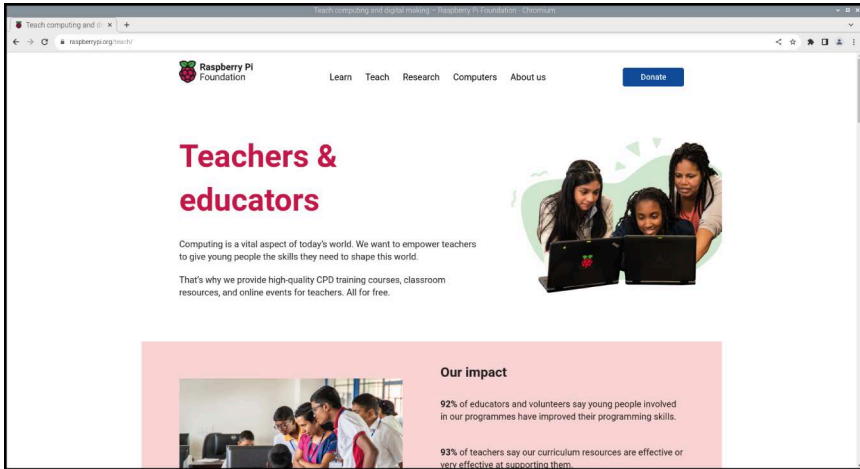 Teach computing and digital making – Raspberry Pi Foundation - Chromium
Teach computing and di
raspberrypi.org/teach/
Raspberry Pi
Foundation
Learn Teach Research Computers About us
Donate
Teachers &
educators
Computing is a vital aspect of today's world. We want to empower teachers
to give young people the skills they need to shape this world.
That's why we provide high-quality CPD training courses, classroom
resources, and online events for teachers. All for free.
Our impact
92% of educators and volunteers say young people involved
in our programmes have improved their programming skills.
93% of teachers say our curriculum resources are effective or
very effective at supporting them.